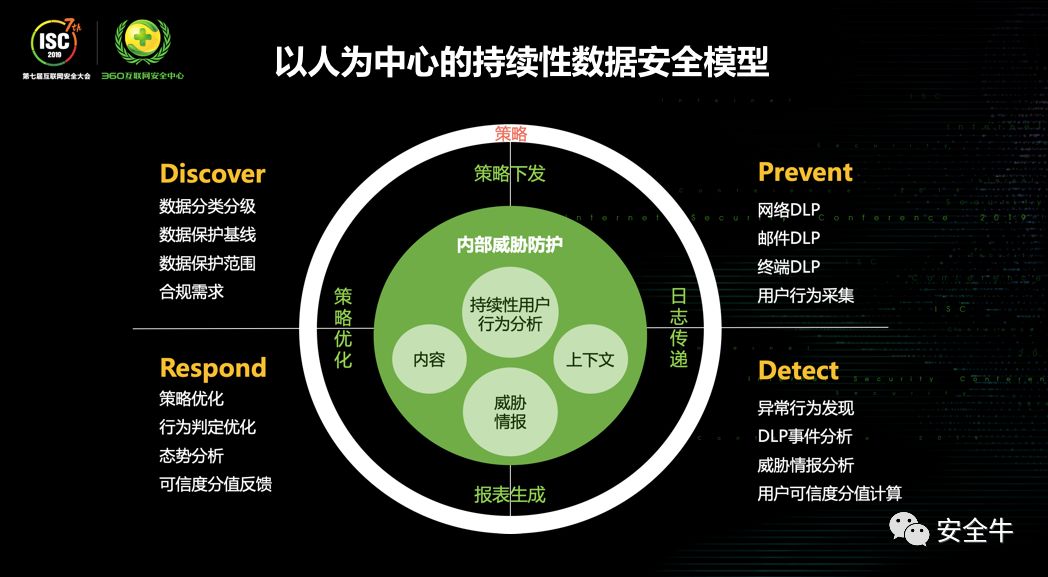 ISC
7th
2019
第七届互联网安全大会
360互联网安全中心
以人为中心的持续性数据安全模型
策略
策略下发
Discover
数据分类分级
数据保护基线
数据保护范围
合规需求
Prevent
网络DLP
邮件DLP
终端DLP
用户行为采集
内部威胁防护
持续性用户
行为分析
内容
上下文
威胁
情报
策略优化
日志传递
Respond
策略优化
行为判定优化
态势分析
可信度分值反馈
Detect
异常行为发现
DLP事件分析
威胁情报分析
用户可信度分值计算
报表生成
Internet Security Conference 2019
安全牛